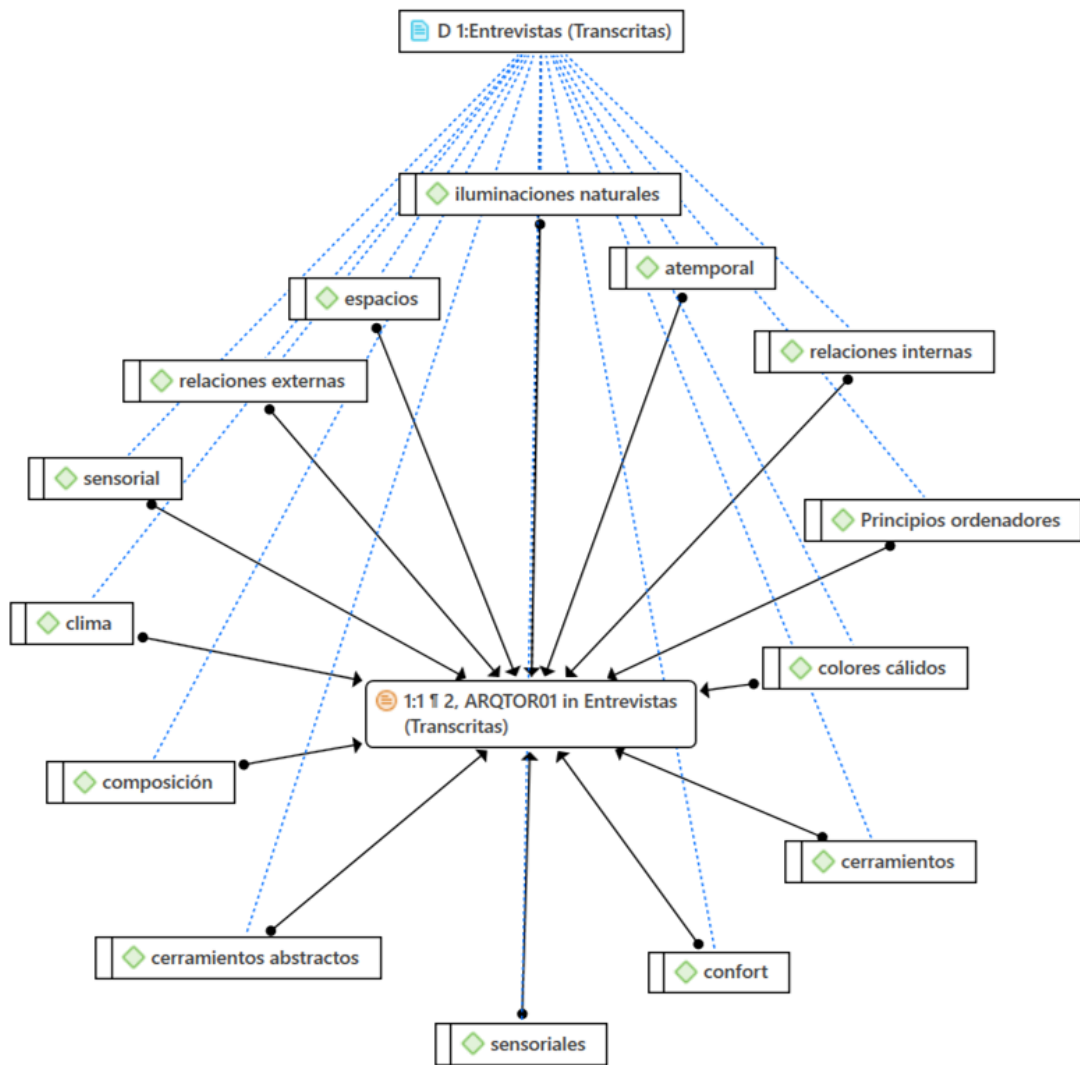 D 1:Entrevistas (Transcritas)
iluminaciones naturales
atemporal
espacios
relaciones internas
relaciones externas
sensorial
Principios ordenadores
clima
colores cálidos
1:1 ¶ 2, ARQTOR01 in Entrevistas
(Transcritas)
composición
cerramientos
cerramientos abstractos
confort
sensoriales